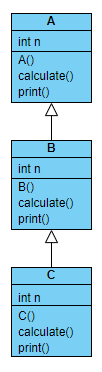 A
int n
A()
calculate()
print()
B
int n
B()
calculate()
print()
C
int n
C()
calculate()
print()